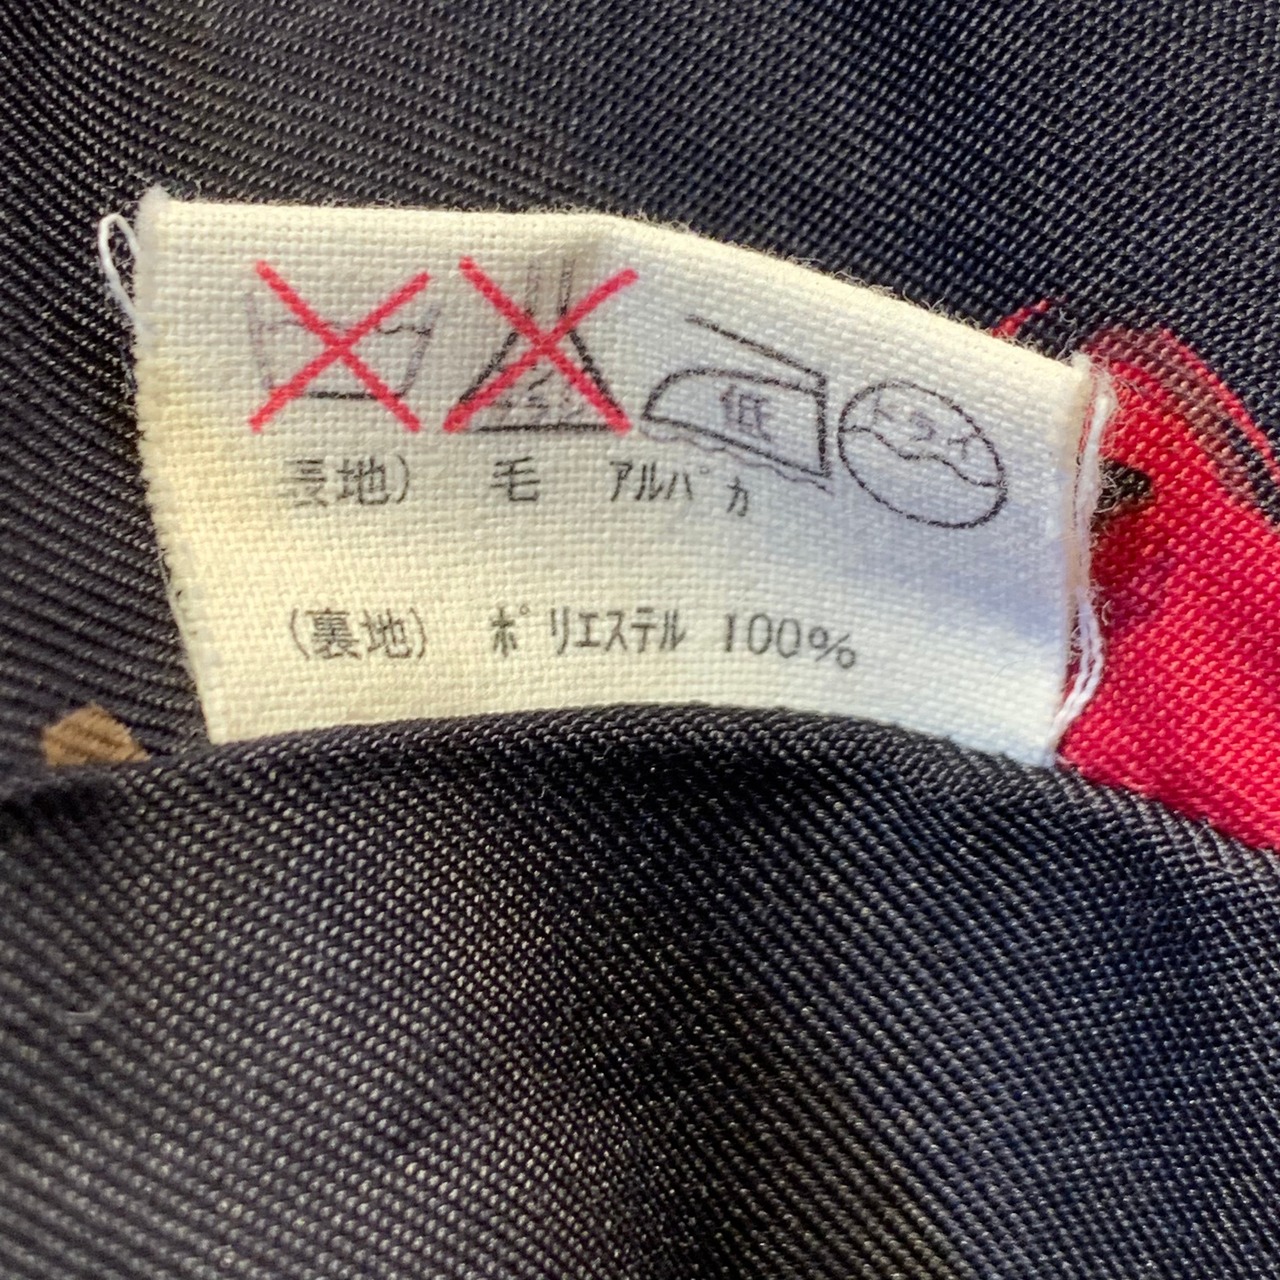 低 ドライ
表地) 毛 アルパカ
(裏地) ポリエステル 100%